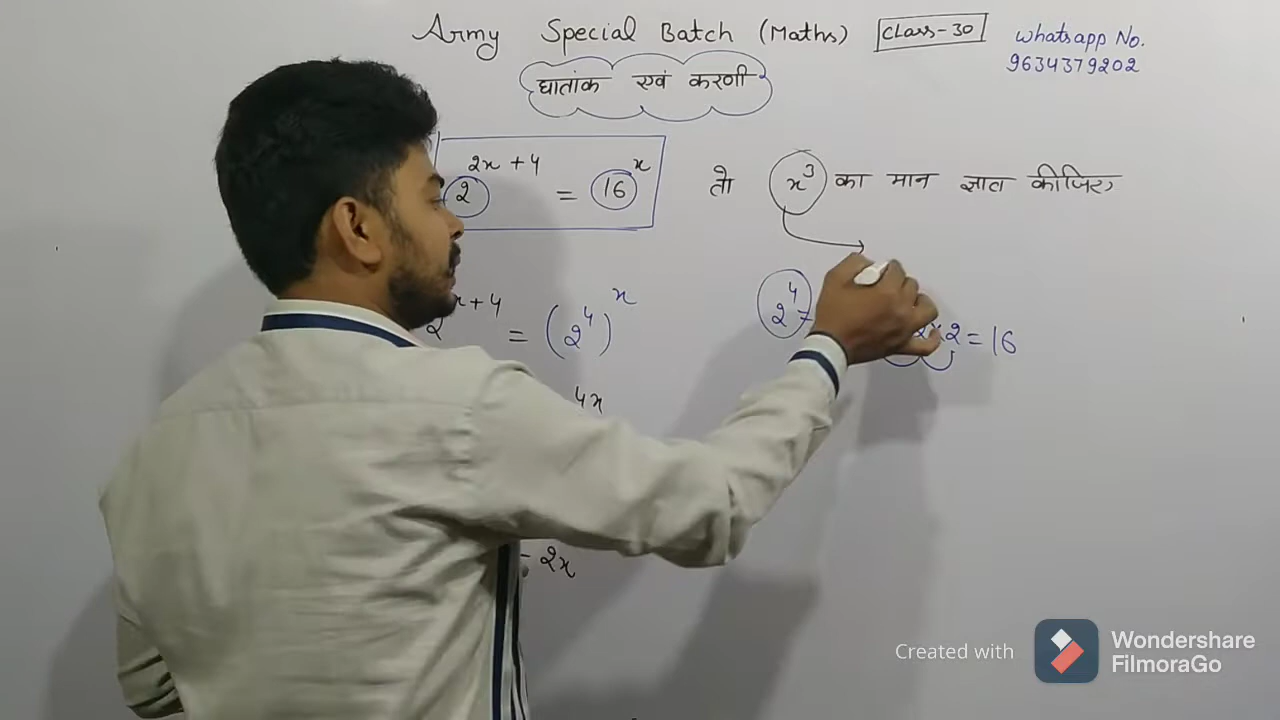 Army Special Batch (Maths) Class-30
Whatsapp No.
9634379202
घातांक एवं करणी
2^{2x+4} = 16^x तो x^3 का मान ज्ञात कीजिए
x+4 = (2^4)^x
2^4 = 2 = 16
4x
= 2x
Created with Wondershare FilmoraGo